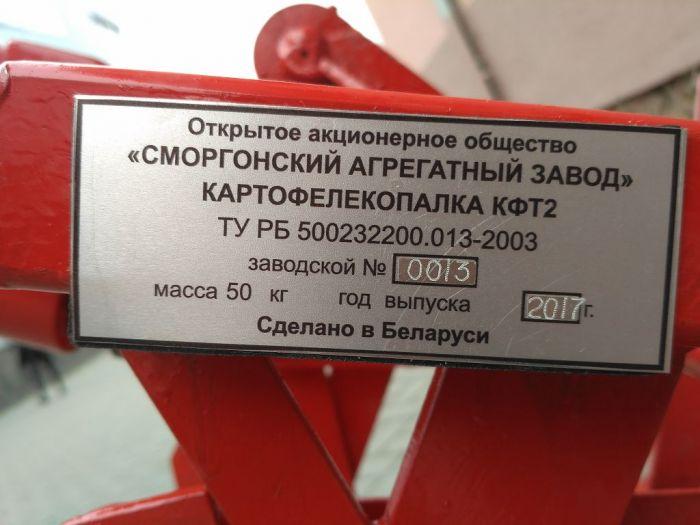 Открытое акционерное общество
«СМОРГОНСКИЙ АГРЕГАТНЫЙ ЗАВОД»
КАРТОФЕЛЕКОПАЛКА КФТ2
ТУ РБ 500232200.013-2003
заводской № 0013
масса 50 кг год выпуска 2017г.
Сделано в Беларуси